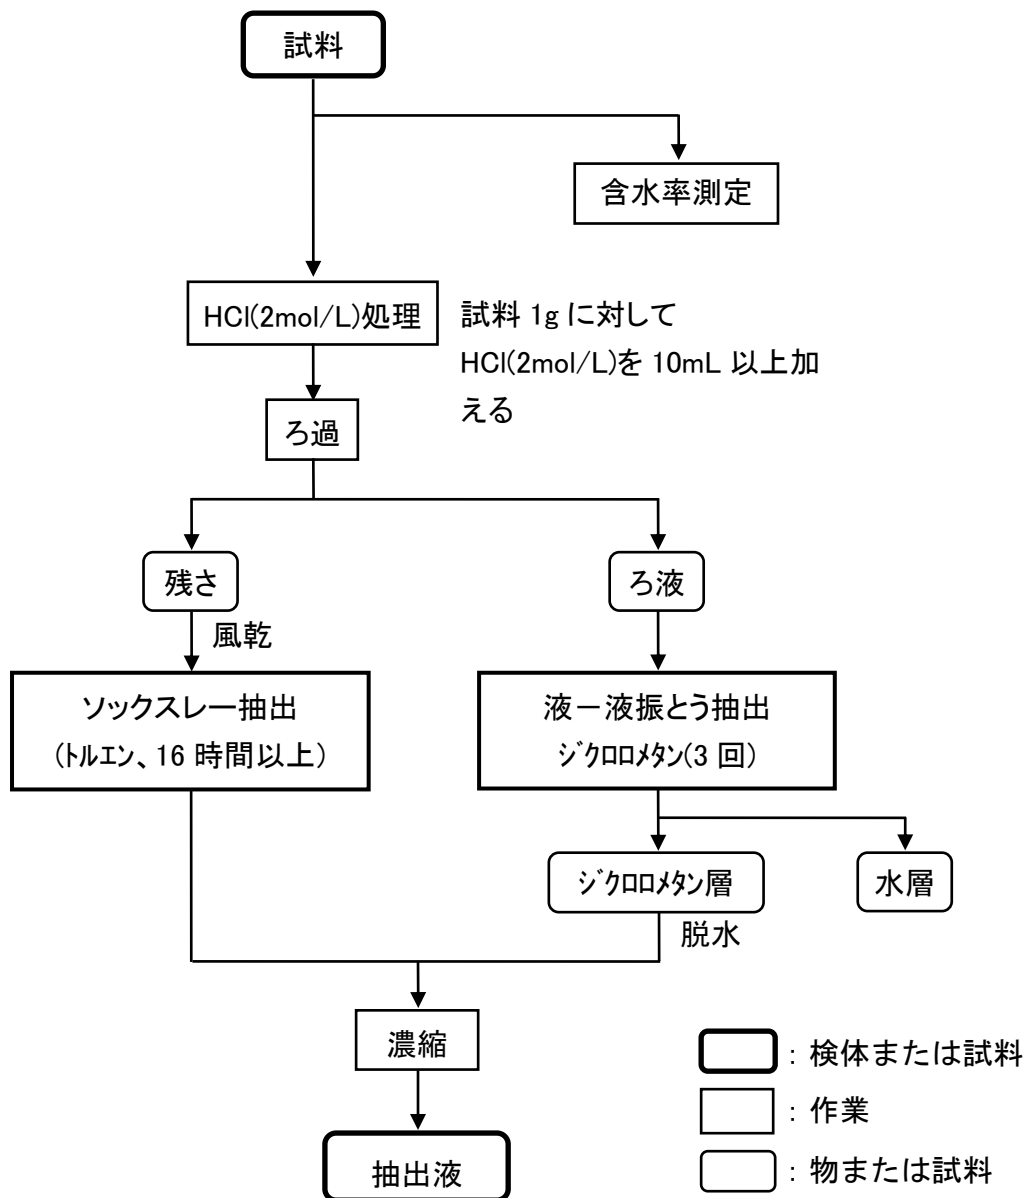 試料
含水率測定
HCl(2mol/L)処理
試料 1g に対して
HCl(2mol/L)を 10mL 以上加
える
ろ過
残さ
ろ液
風乾
ソックスレー抽出
(ﾄﾙｴﾝ、16 時間以上)
液－液振とう抽出
ｼﾞｸﾛﾛﾒﾀﾝ(3 回)
ｼﾞｸﾛﾛﾒﾀﾝ層
水層
脱水
濃縮
抽出液
：検体または試料
：作業
：物または試料